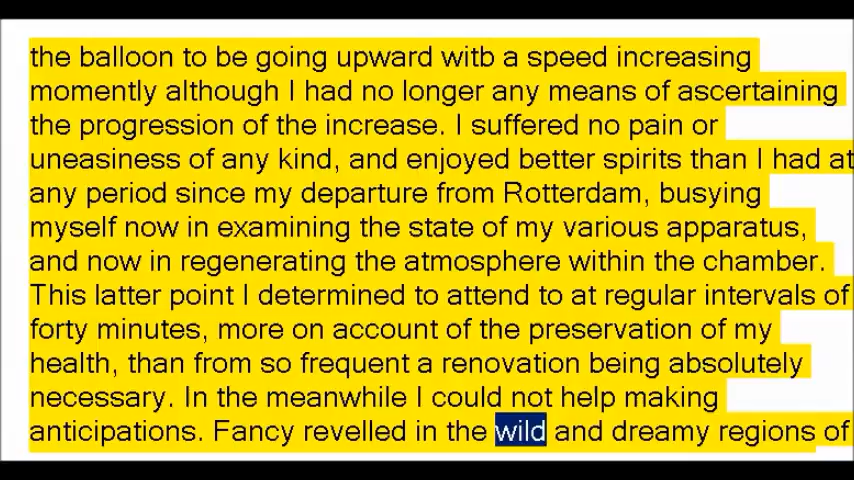 the balloon to be going upward witb a speed increasing
momently although I had no longer any means of ascertaining
the progression of the increase. I suffered no pain or
uneasiness of any kind, and enjoyed better spirits than I had at
any period since my departure from Rotterdam, busying
myself now in examining the state of my various apparatus,
and now in regenerating the atmosphere within the chamber.
This latter point I determined to attend to at regular intervals of
forty minutes, more on account of the preservation of my
health, than from so frequent a renovation being absolutely
necessary. In the meanwhile I could not help making
anticipations. Fancy revelled in the wild and dreamy regions of